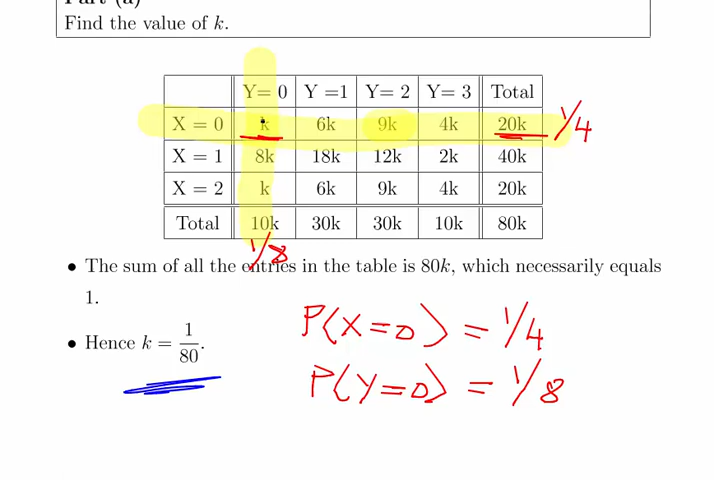 Part (a)
Find the value of k.
Y= 0 Y =1 Y= 2 Y= 3 Total
X = 0 k 6k 9k 4k 20k 1/4
X = 1 8k 18k 12k 2k 40k
X = 2 k 6k 9k 4k 20k
Total 10k 30k 30k 10k 80k
1/8
• The sum of all the entries in the table is 80k, which necessarily equals
1.
• Hence k = 1/80.
P(X=0) = 1/4
P(Y=0) = 1/8